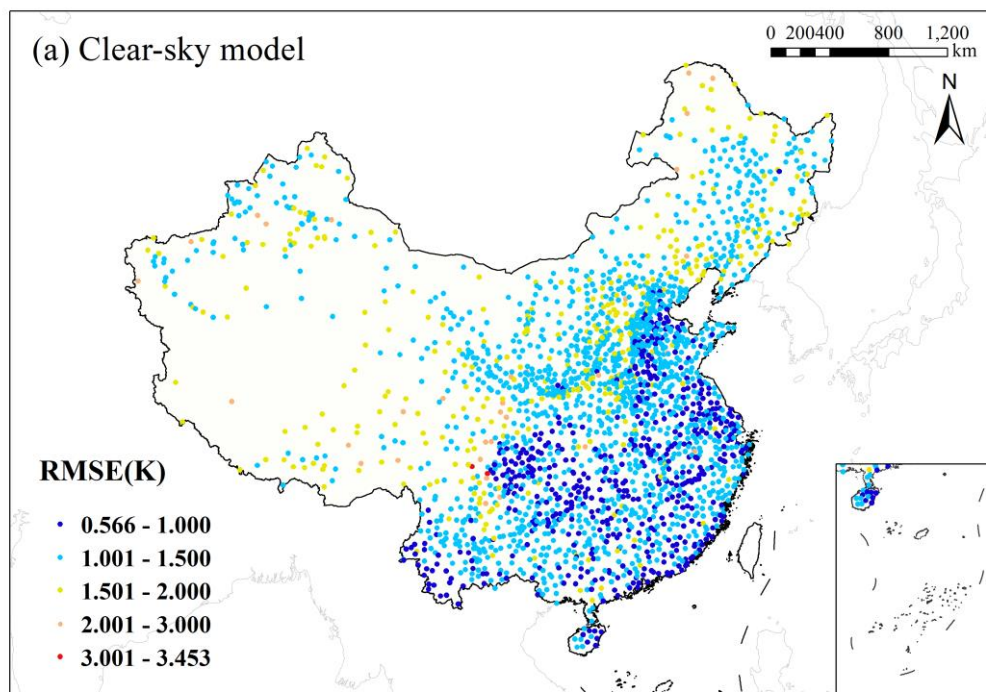 (a) Clear-sky model
0 200400 800 1,200
km
N
RMSE(K)
0.566 - 1.000
1.001 - 1.500
1.501 - 2.000
2.001 - 3.000
3.001 - 3.453